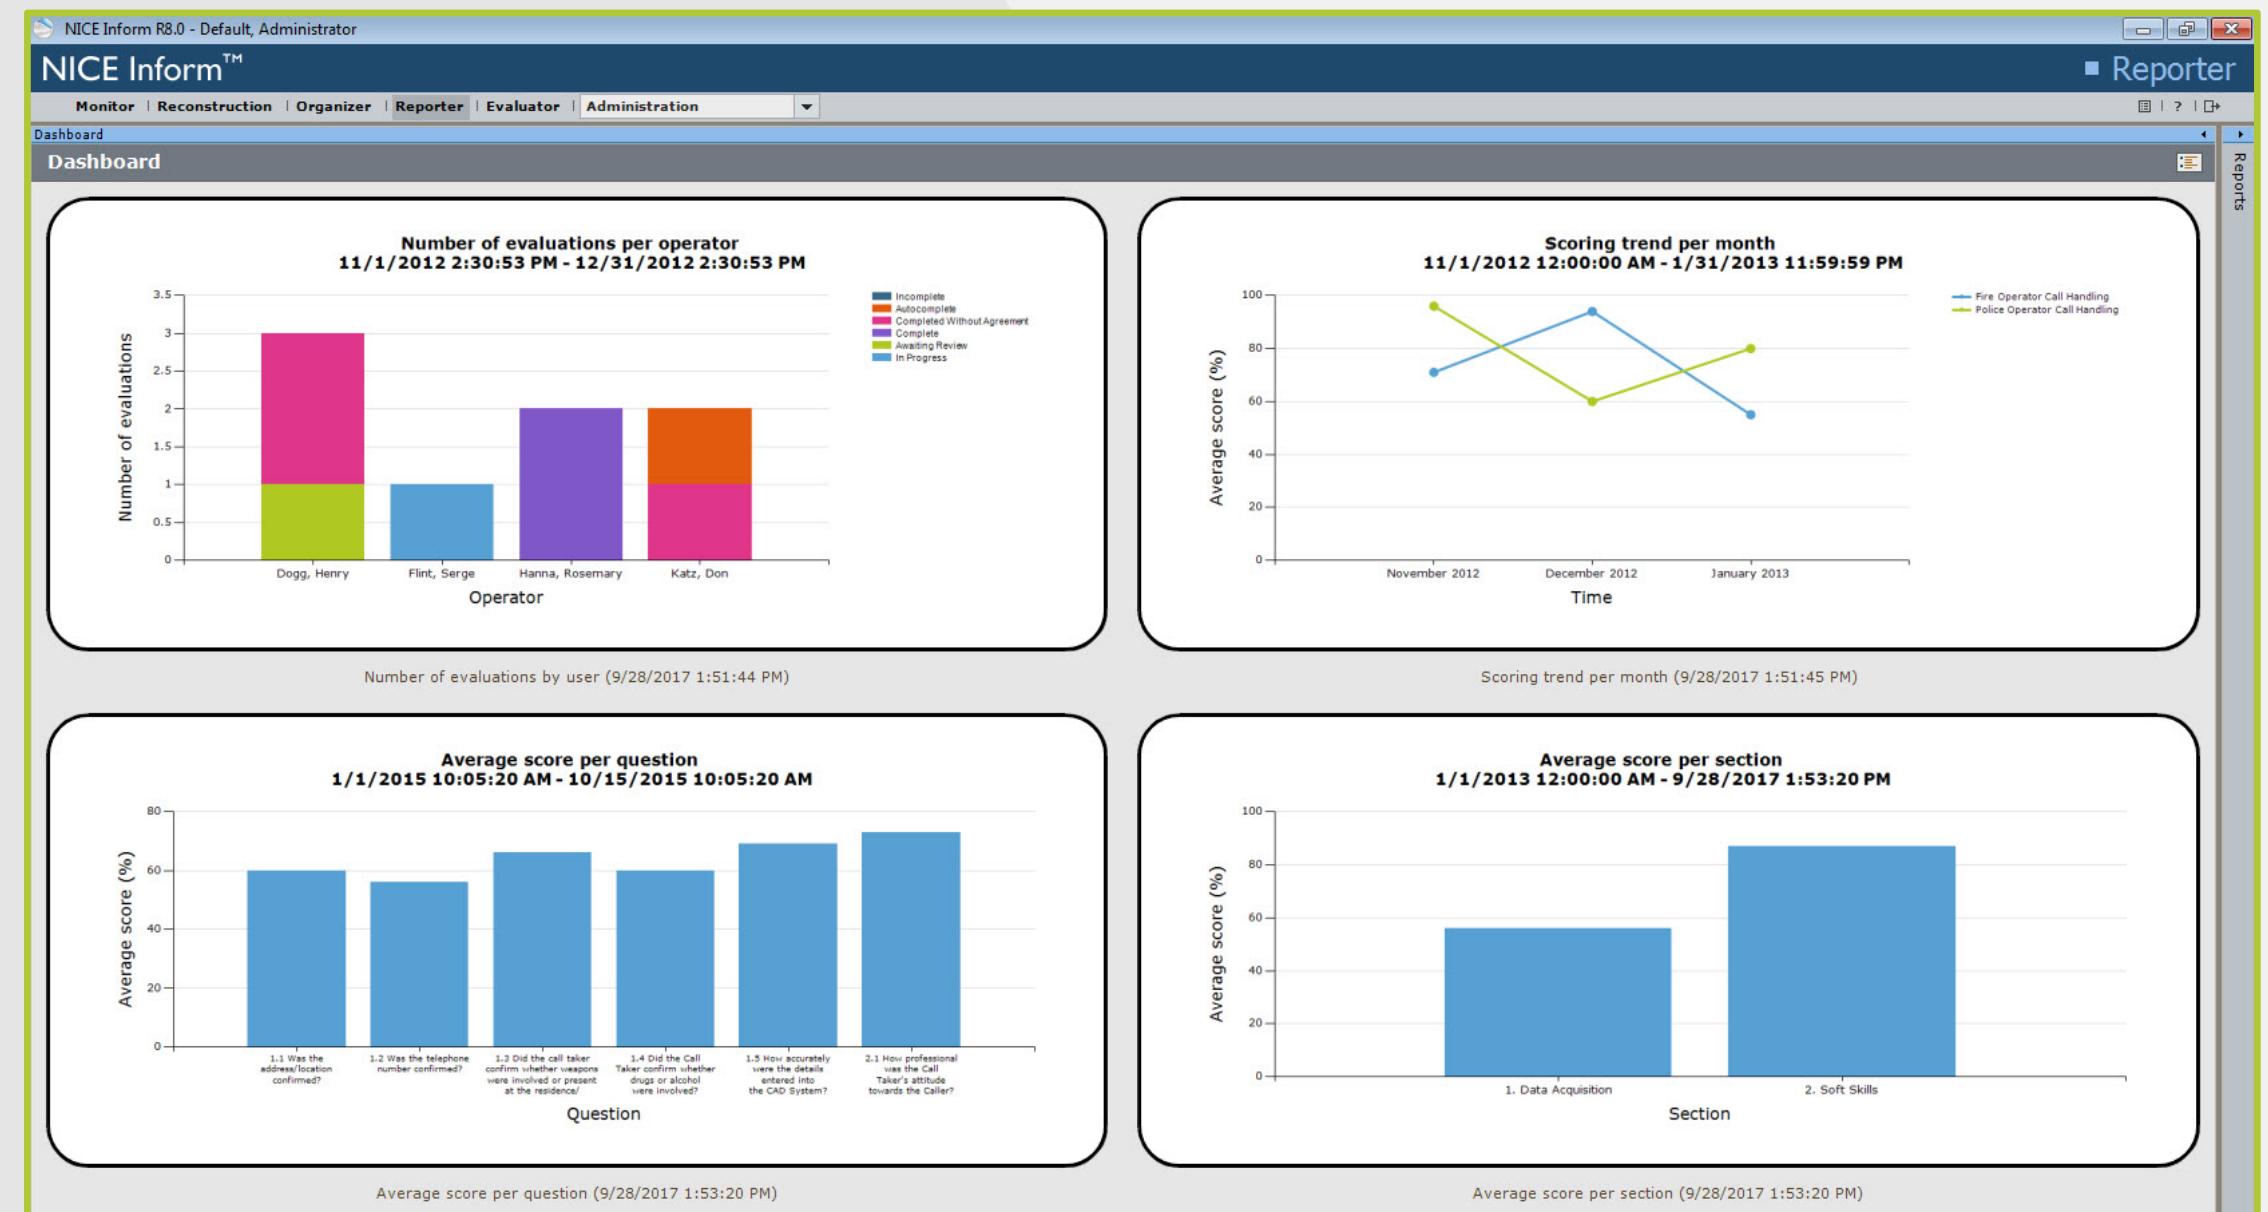 NICE Inform R8.0 - Default, Administrator
NICE Inform™
Reporter
Monitor | Reconstruction | Organizer | Reporter | Evaluator | Administration
?
Dashboard
Dashboard
Reports
Number of evaluations per operator
11/1/2012 2:30:53 PM - 12/31/2012 2:30:53 PM
Number of evaluations
3.5
3
2.5
2
1.5
1
0.5
0
Dogg, Henry
Flint, Serge
Hanna, Rosemary
Katz, Don
Operator
Incomplete
Autocomplete
Completed Without Agreement
Complete
Awaiting Review
In Progress
Number of evaluations by user (9/28/2017 1:51:44 PM)
Scoring trend per month
11/1/2012 12:00:00 AM - 1/31/2013 11:59:59 PM
Average score (%)
100
80
60
40
20
0
November 2012
December 2012
January 2013
Time
Fire Operator Call Handling
Police Operator Call Handling
Scoring trend per month (9/28/2017 1:51:45 PM)
Average score per question
1/1/2015 10:05:20 AM - 10/15/2015 10:05:20 AM
Average score (%)
80
60
40
20
0
1.1 Was the
address/location
confirmed?
1.2 Was the telephone
number confirmed?
1.3 Did the call taker
confirm whether weapons
were involved or present
at the residence/
1.4 Did the Call
Taker confirm whether
drugs or alcohol
were involved?
1.5 How accurately
were the details
entered into
the CAD System?
2.1 How professional
was the Call
Taker's attitude
towards the Caller?
Question
Average score per question (9/28/2017 1:53:20 PM)
Average score per section
1/1/2013 12:00:00 AM - 9/28/2017 1:53:20 PM
Average score (%)
100
80
60
40
20
0
1. Data Acquisition
2. Soft Skills
Section
Average score per section (9/28/2017 1:53:20 PM)